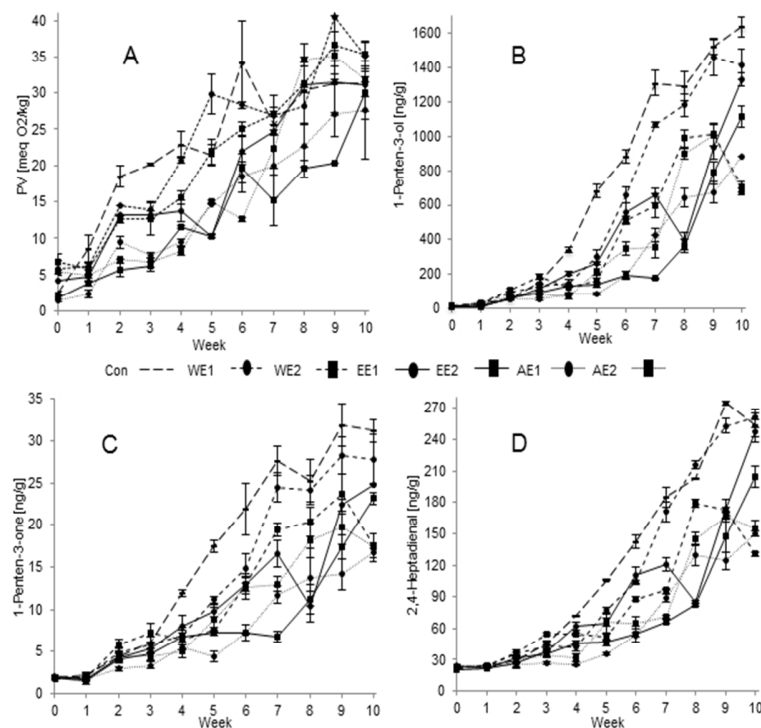 A
PV [meq O2/kg]
40
35
30
25
20
15
10
5
0
0 1 2 3 4 5 6 7 8 9 10
Week
B
1-Penten-3-ol [ng/g]
1600
1400
1200
1000
800
600
400
200
0
0 1 2 3 4 5 6 7 8 9 10
Week
Con WE1 WE2 EE1 EE2 AE1 AE2
C
1-Penten-3-one [ng/g]
35
30
25
20
15
10
5
0
0 1 2 3 4 5 6 7 8 9 10
Week
D
2,4-Heptadienal [ng/g]
270
240
210
180
150
120
90
60
30
0
0 1 2 3 4 5 6 7 8 9 10
Week